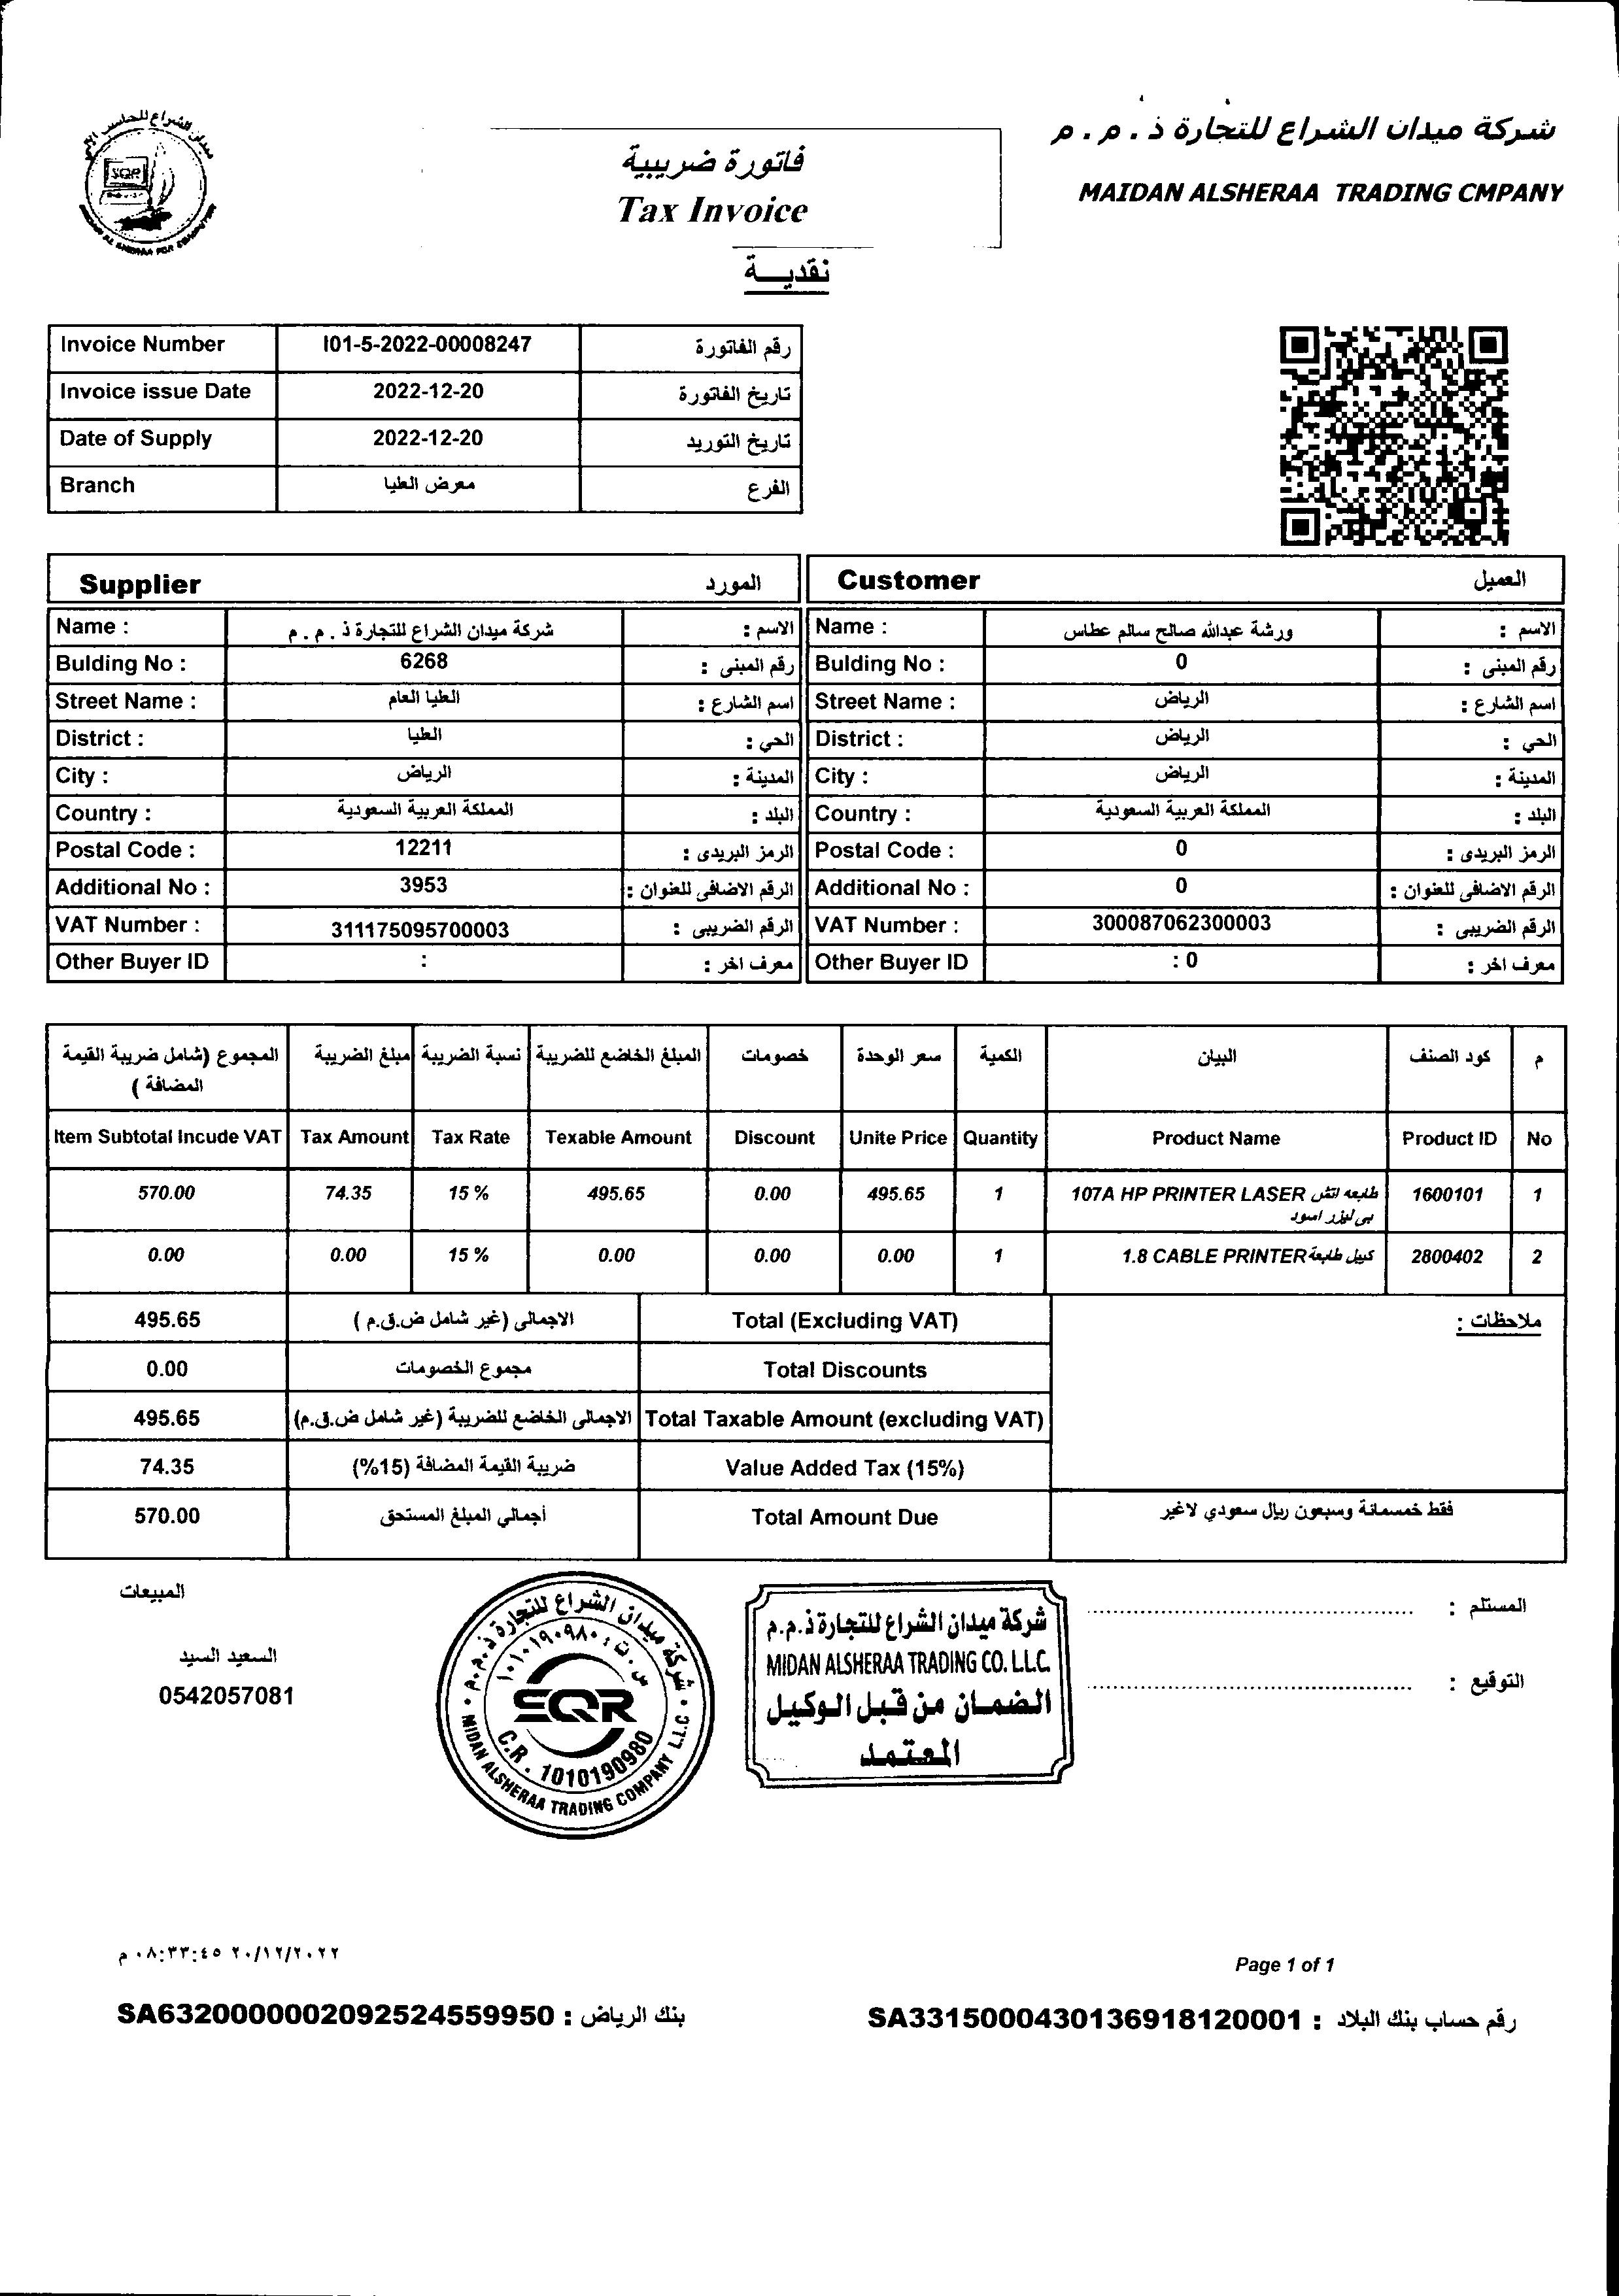 شركة ميدان الشراع للتجارة ذ . م . م
MAIDAN ALSHERAA TRADING CMPANY
فاتورة ضريبية
Tax Invoice
نقديـــة
ميدان الشراع للحاسب الآلي
SQR
Invoice Number I01-5-2022-00008247 رقم الفاتورة
Invoice issue Date 2022-12-20 تاريخ الفاتورة
Date of Supply 2022-12-20 تاريخ التوريد
Branch معرض العليا الفرع
Supplier المورد
Name : شركة ميدان الشراع للتجارة ذ . م . م الاسم :
Bulding No : 6268 رقم المبنى :
Street Name : العليا العام اسم الشارع :
District : العليا الحي :
City : الرياض المدينة :
Country : المملكة العربية السعودية البلد :
Postal Code : 12211 الرمز البريدى :
Additional No : 3953 الرقم الاضافى للعنوان :
VAT Number : 311175095700003 الرقم الضريبى :
Other Buyer ID : معرف اخر :
Customer العميل
Name : ورشة عبدالله صالح سالم عطاس الاسم :
Bulding No : 0 رقم المبنى :
Street Name : الرياض اسم الشارع :
District : الرياض الحي :
City : الرياض المدينة :
Country : المملكة العربية السعودية البلد :
Postal Code : 0 الرمز البريدى :
Additional No : 0 الرقم الاضافى للعنوان :
VAT Number : 300087062300003 الرقم الضريبى :
Other Buyer ID : 0 معرف اخر :
م كود الصنف البيان الكمية سعر الوحدة خصومات المبلغ الخاضع للضريبة نسبة الضريبة مبلغ الضريبة المجموع (شامل ضريبة القيمة
المضافة )
Item Subtotal Incude VAT Tax Amount Tax Rate Texable Amount Discount Unite Price Quantity Product Name Product ID No
570.00 74.35 15 % 495.65 0.00 495.65 1 107A HP PRINTER LASER طابعه اتش 1600101 1
بى ليزر اسود
0.00 0.00 15 % 0.00 0.00 0.00 1 1.8 CABLE PRINTER كيبل طابعة 2800402 2
495.65 الاجمالى (غير شامل ض.ق.م ) Total (Excluding VAT) ملاحظات :
0.00 مجموع الخصومات Total Discounts
495.65 الاجمالى الخاضع للضريبة (غير شامل ض.ق.م) Total Taxable Amount (excluding VAT)
74.35 ضريبة القيمة المضافة (15%) Value Added Tax (15%)
570.00 أجمالي المبلغ المستحق Total Amount Due فقط خمسمائة وسبعون ريال سعودي لاغير
المبيعات
السعيد السيد
0542057081
شركة ميدان الشراع للتجارة ذ.م.م
س.ت: ١٠١٠١٩٠٩٨٠
SQR
C.R. 1010190980
MIDAN ALSHERAA TRADING COMPANY L.L.C
شركة ميدان الشراع للتجارة ذ.م.م
MIDAN ALSHERAA TRADING CO. L.L.C.
الضمان من قبل الوكيل
المعتمد
المستلم :
التوقيع :
٢٠/١٢/٢٠٢٢ ٠٨:٣٣:٤٥ م
Page 1 of 1
رقم حساب بنك البلاد : SA3315000430136918120001
بنك الرياض : SA6320000002092524559950